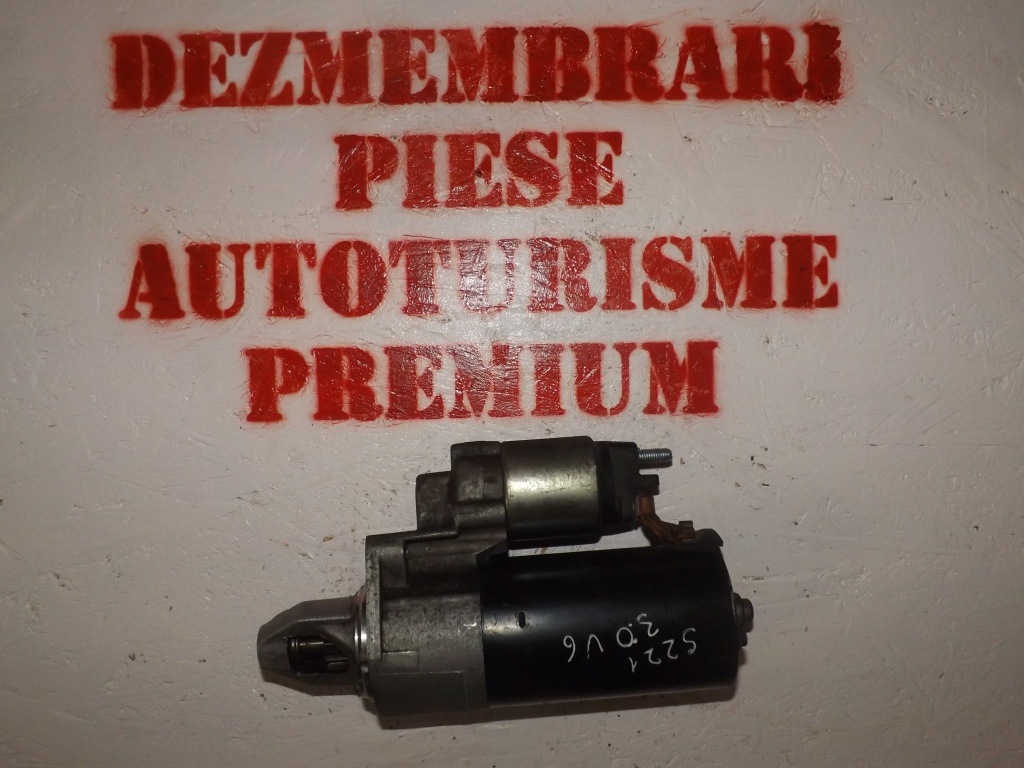 DEZMEMBRARI
PIESE
AUTOTURISME
PREMIUM
S221
3.0 V6